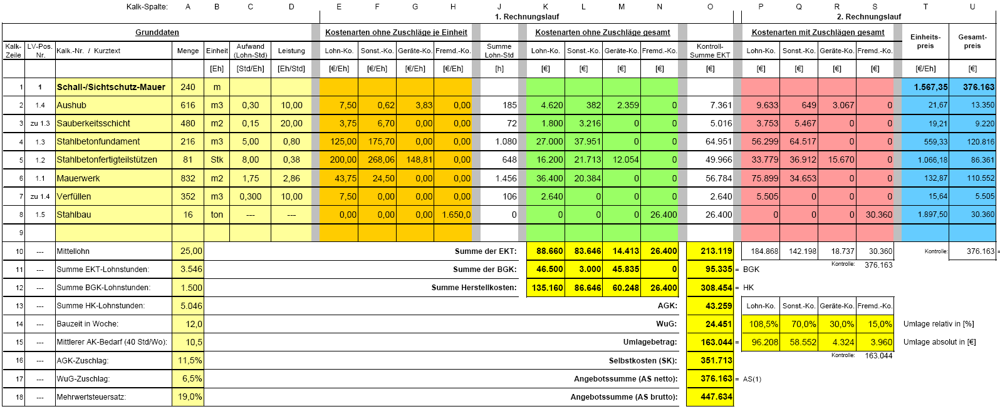 Kalk-Spalte: A B C D E F G H J K L M N O P Q R S T U
1. Rechnungslauf 2. Rechnungslauf
Grunddaten Kostenarten ohne Zuschläge je Einheit Kostenarten ohne Zuschläge gesamt Kostenarten mit Zuschlägen gesamt Einheits-preis Gesamt-preis
Kalk-Zeile LV-Pos. Nr. Kalk.-Nr. / Kurztext Menge Einheit Aufwand (Lohn-Std) Leistung Lohn-Ko. Sonst.-Ko. Geräte-Ko. Fremd.-Ko. Summe Lohn-Std Lohn-Ko. Sonst.-Ko. Geräte-Ko. Fremd.-Ko. Kontroll-Summe EKT Lohn-Ko. Sonst.-Ko. Geräte-Ko. Fremd.-Ko.
[Eh] [Std/Eh] [Eh/Std] [€/Eh] [€/Eh] [€/Eh] [€/Eh] [h] [€] [€] [€] [€] [€] [€] [€] [€] [€] [€/Eh] [€]
1 1 Schall-/Sichtschutz-Mauer 240 m 1.567,35 376.163
2 1.4 Aushub 616 m3 0,30 10,00 7,50 0,62 3,83 0,00 185 4.620 382 2.359 0 7.361 9.633 649 3.067 0 21,67 13.350
3 zu 1.3 Sauberkeitsschicht 480 m2 0,15 20,00 3,75 6,70 0,00 0,00 72 1.800 3.216 0 0 5.016 3.753 5.467 0 0 19,21 9.220
4 1.3 Stahlbetonfundament 216 m3 5,00 0,80 125,00 175,70 0,00 0,00 1.080 27.000 37.951 0 0 64.951 56.299 64.517 0 0 559,33 120.816
5 1.2 Stahlbetonfertigteilstützen 81 Stk 8,00 0,38 200,00 268,06 148,81 0,00 648 16.200 21.713 12.054 0 49.966 33.779 36.912 15.670 0 1.066,18 86.361
6 1.1 Mauerwerk 832 m2 1,75 2,86 43,75 24,50 0,00 0,00 1.456 36.400 20.384 0 0 56.784 75.899 34.653 0 0 132,87 110.552
7 zu 1.4 Verfüllen 352 m3 0,300 10,00 7,50 0,00 0,00 0,00 106 2.640 0 0 0 2.640 5.505 0 0 0 15,64 5.505
8 1.5 Stahlbau 16 ton --- --- 0,00 0,00 0,00 1.650,0 0 0 0 0 26.400 26.400 0 0 0 30.360 1.897,50 30.360
9
10 --- Mittellohn 25,00 Summe der EKT: 88.660 83.646 14.413 26.400 213.119 184.868 142.198 18.737 30.360 Kontrolle: 376.163 =
Kontrolle: 376.163
11 --- Summe EKT-Lohnstunden: 3.546 Summe der BGK: 46.500 3.000 45.835 0 95.335 = BGK
12 --- Summe BGK-Lohnstunden: 1.500 Summe Herstellkosten: 135.160 86.646 60.248 26.400 308.454 = HK
13 --- Summe HK-Lohnstunden: 5.046 AGK: 43.259 Lohn-Ko. Sonst.-Ko. Geräte-Ko. Fremd.-Ko.
14 --- Bauzeit in Woche: 12,0 WuG: 24.451 108,5% 70,0% 30,0% 15,0% Umlage relativ in [%]
15 --- Mittlerer AK-Bedarf (40 Std/Wo): 10,5 Umlagebetrag: 163.044 = 96.208 58.552 4.324 3.960 Umlage absolut in [€]
Kontrolle: 163.044
16 --- AGK-Zuschlag: 11,5% Selbstkosten (SK): 351.713
17 --- WuG-Zuschlag: 6,5% Angebotssumme (AS netto): 376.163 = AS(1)
18 --- Mehrwertsteuersatz: 19,0% Angebotssumme (AS brutto): 447.634